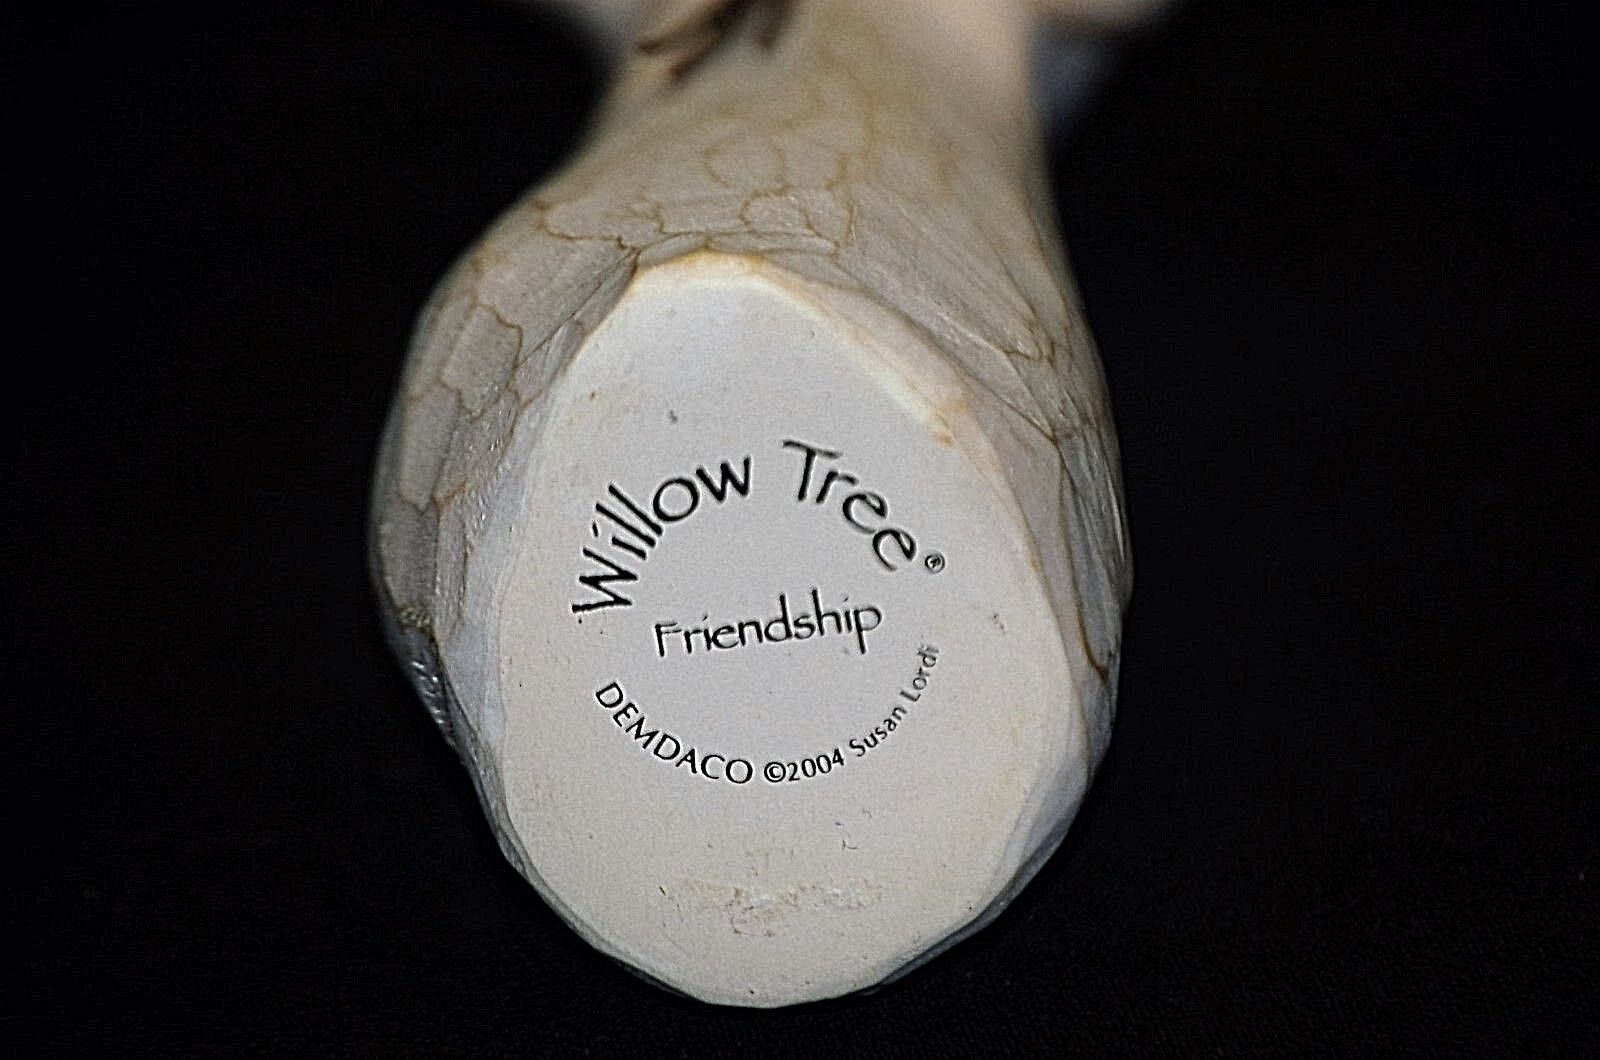 Willow Tree®
Friendship
DEMDACO ©2004 Susan Lordi